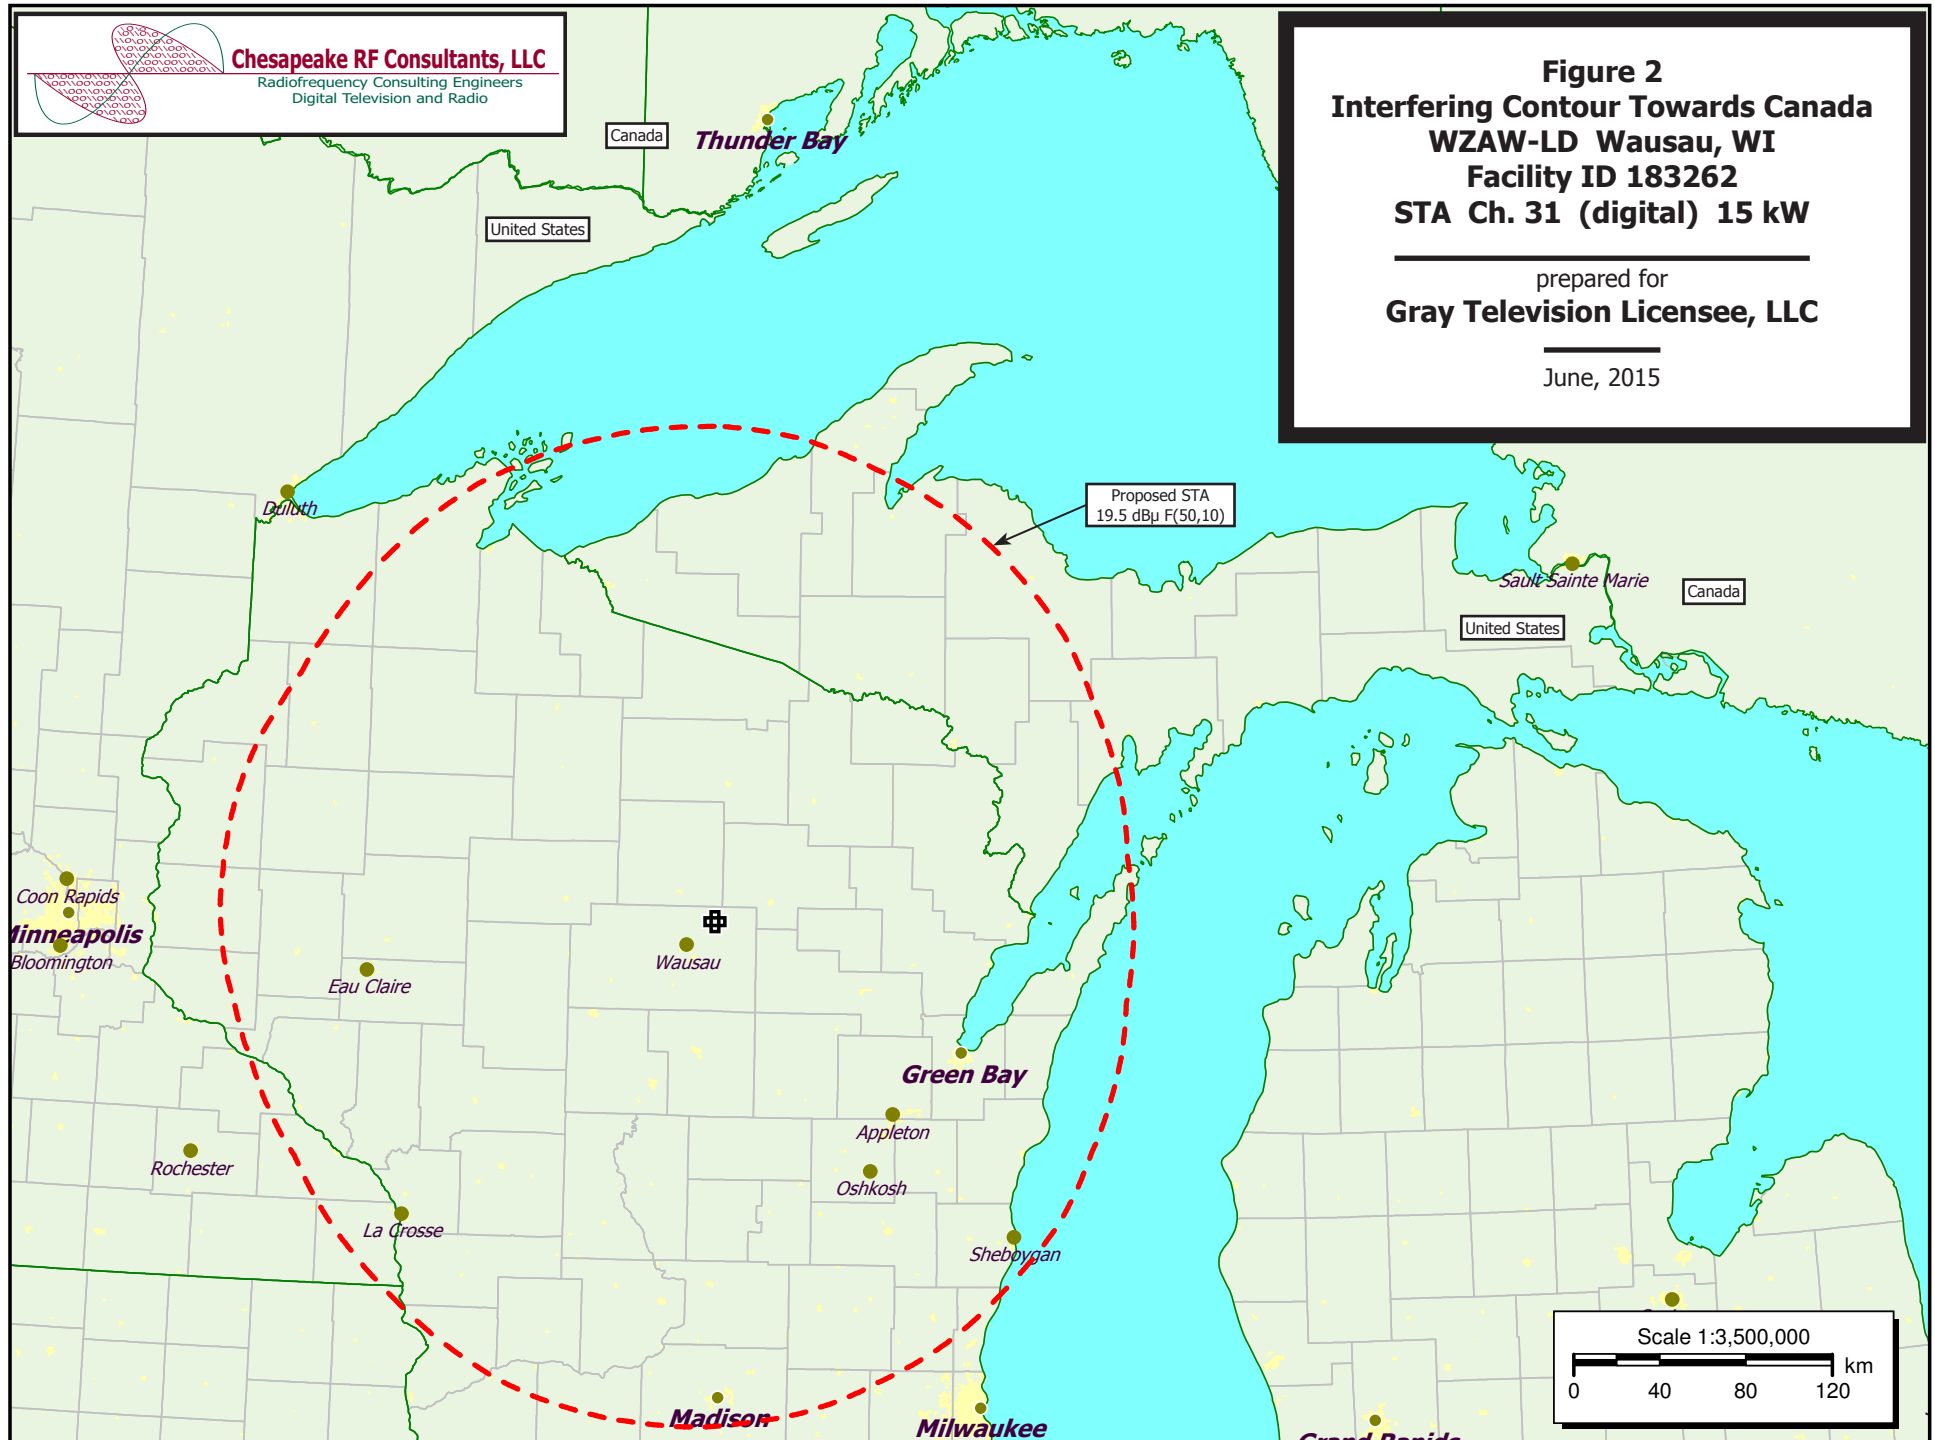 Chesapeake RF Consultants, LLC
Radiofrequency Consulting Engineers
Digital Television and Radio
Figure 2
Interfering Contour Towards Canada
WZAW-LD Wausau, WI
Facility ID 183262
STA Ch. 31 (digital) 15 kW
prepared for
Gray Television Licensee, LLC
June, 2015
Canada
Thunder Bay
United States
Duluth
Proposed STA
19.5 dBµ F(50,10)
Sault Sainte Marie
Canada
United States
Coon Rapids
Minneapolis
Bloomington
Eau Claire
Wausau
Green Bay
Appleton
Rochester
Oshkosh
La Crosse
Sheboygan
Madison
Milwaukee
Grand Rapids
Scale 1:3,500,000
km
0 40 80 120